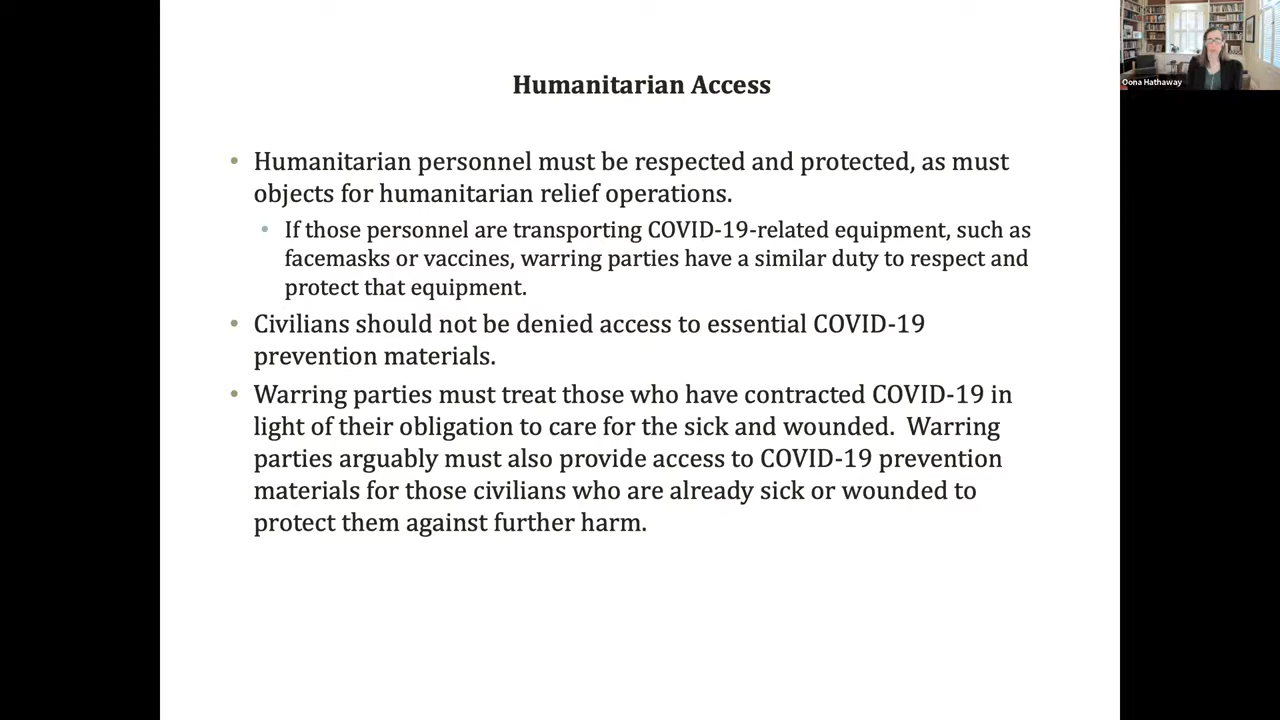 Humanitarian Access
• Humanitarian personnel must be respected and protected, as must
objects for humanitarian relief operations.
• If those personnel are transporting COVID-19-related equipment, such as
facemasks or vaccines, warring parties have a similar duty to respect and
protect that equipment.
• Civilians should not be denied access to essential COVID-19
prevention materials.
• Warring parties must treat those who have contracted COVID-19 in
light of their obligation to care for the sick and wounded.  Warring
parties arguably must also provide access to COVID-19 prevention
materials for those civilians who are already sick or wounded to
protect them against further harm.
Oona Hathaway